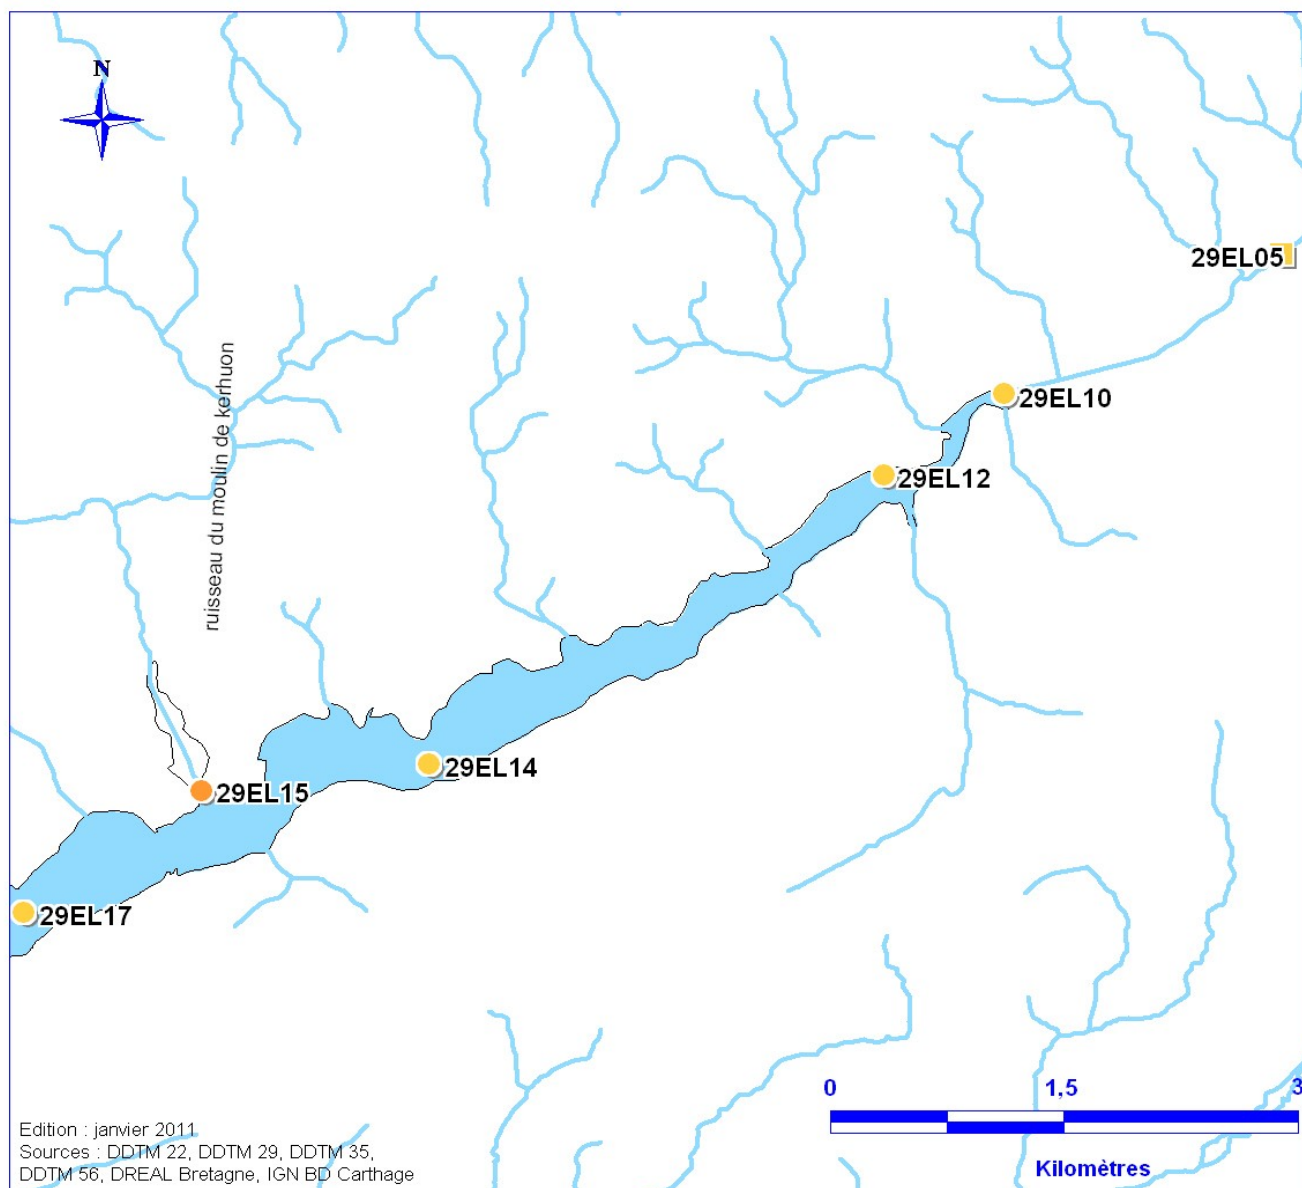 N
29EL05
ruisseau du moulin de kerhuon
29EL10
29EL12
29EL14
29EL15
29EL17
0 1,5 3
Kilomètres
Edition : janvier 2011
Sources : DDTM 22, DDTM 29, DDTM 35,
DDTM 56, DREAL Bretagne, IGN BD Carthage